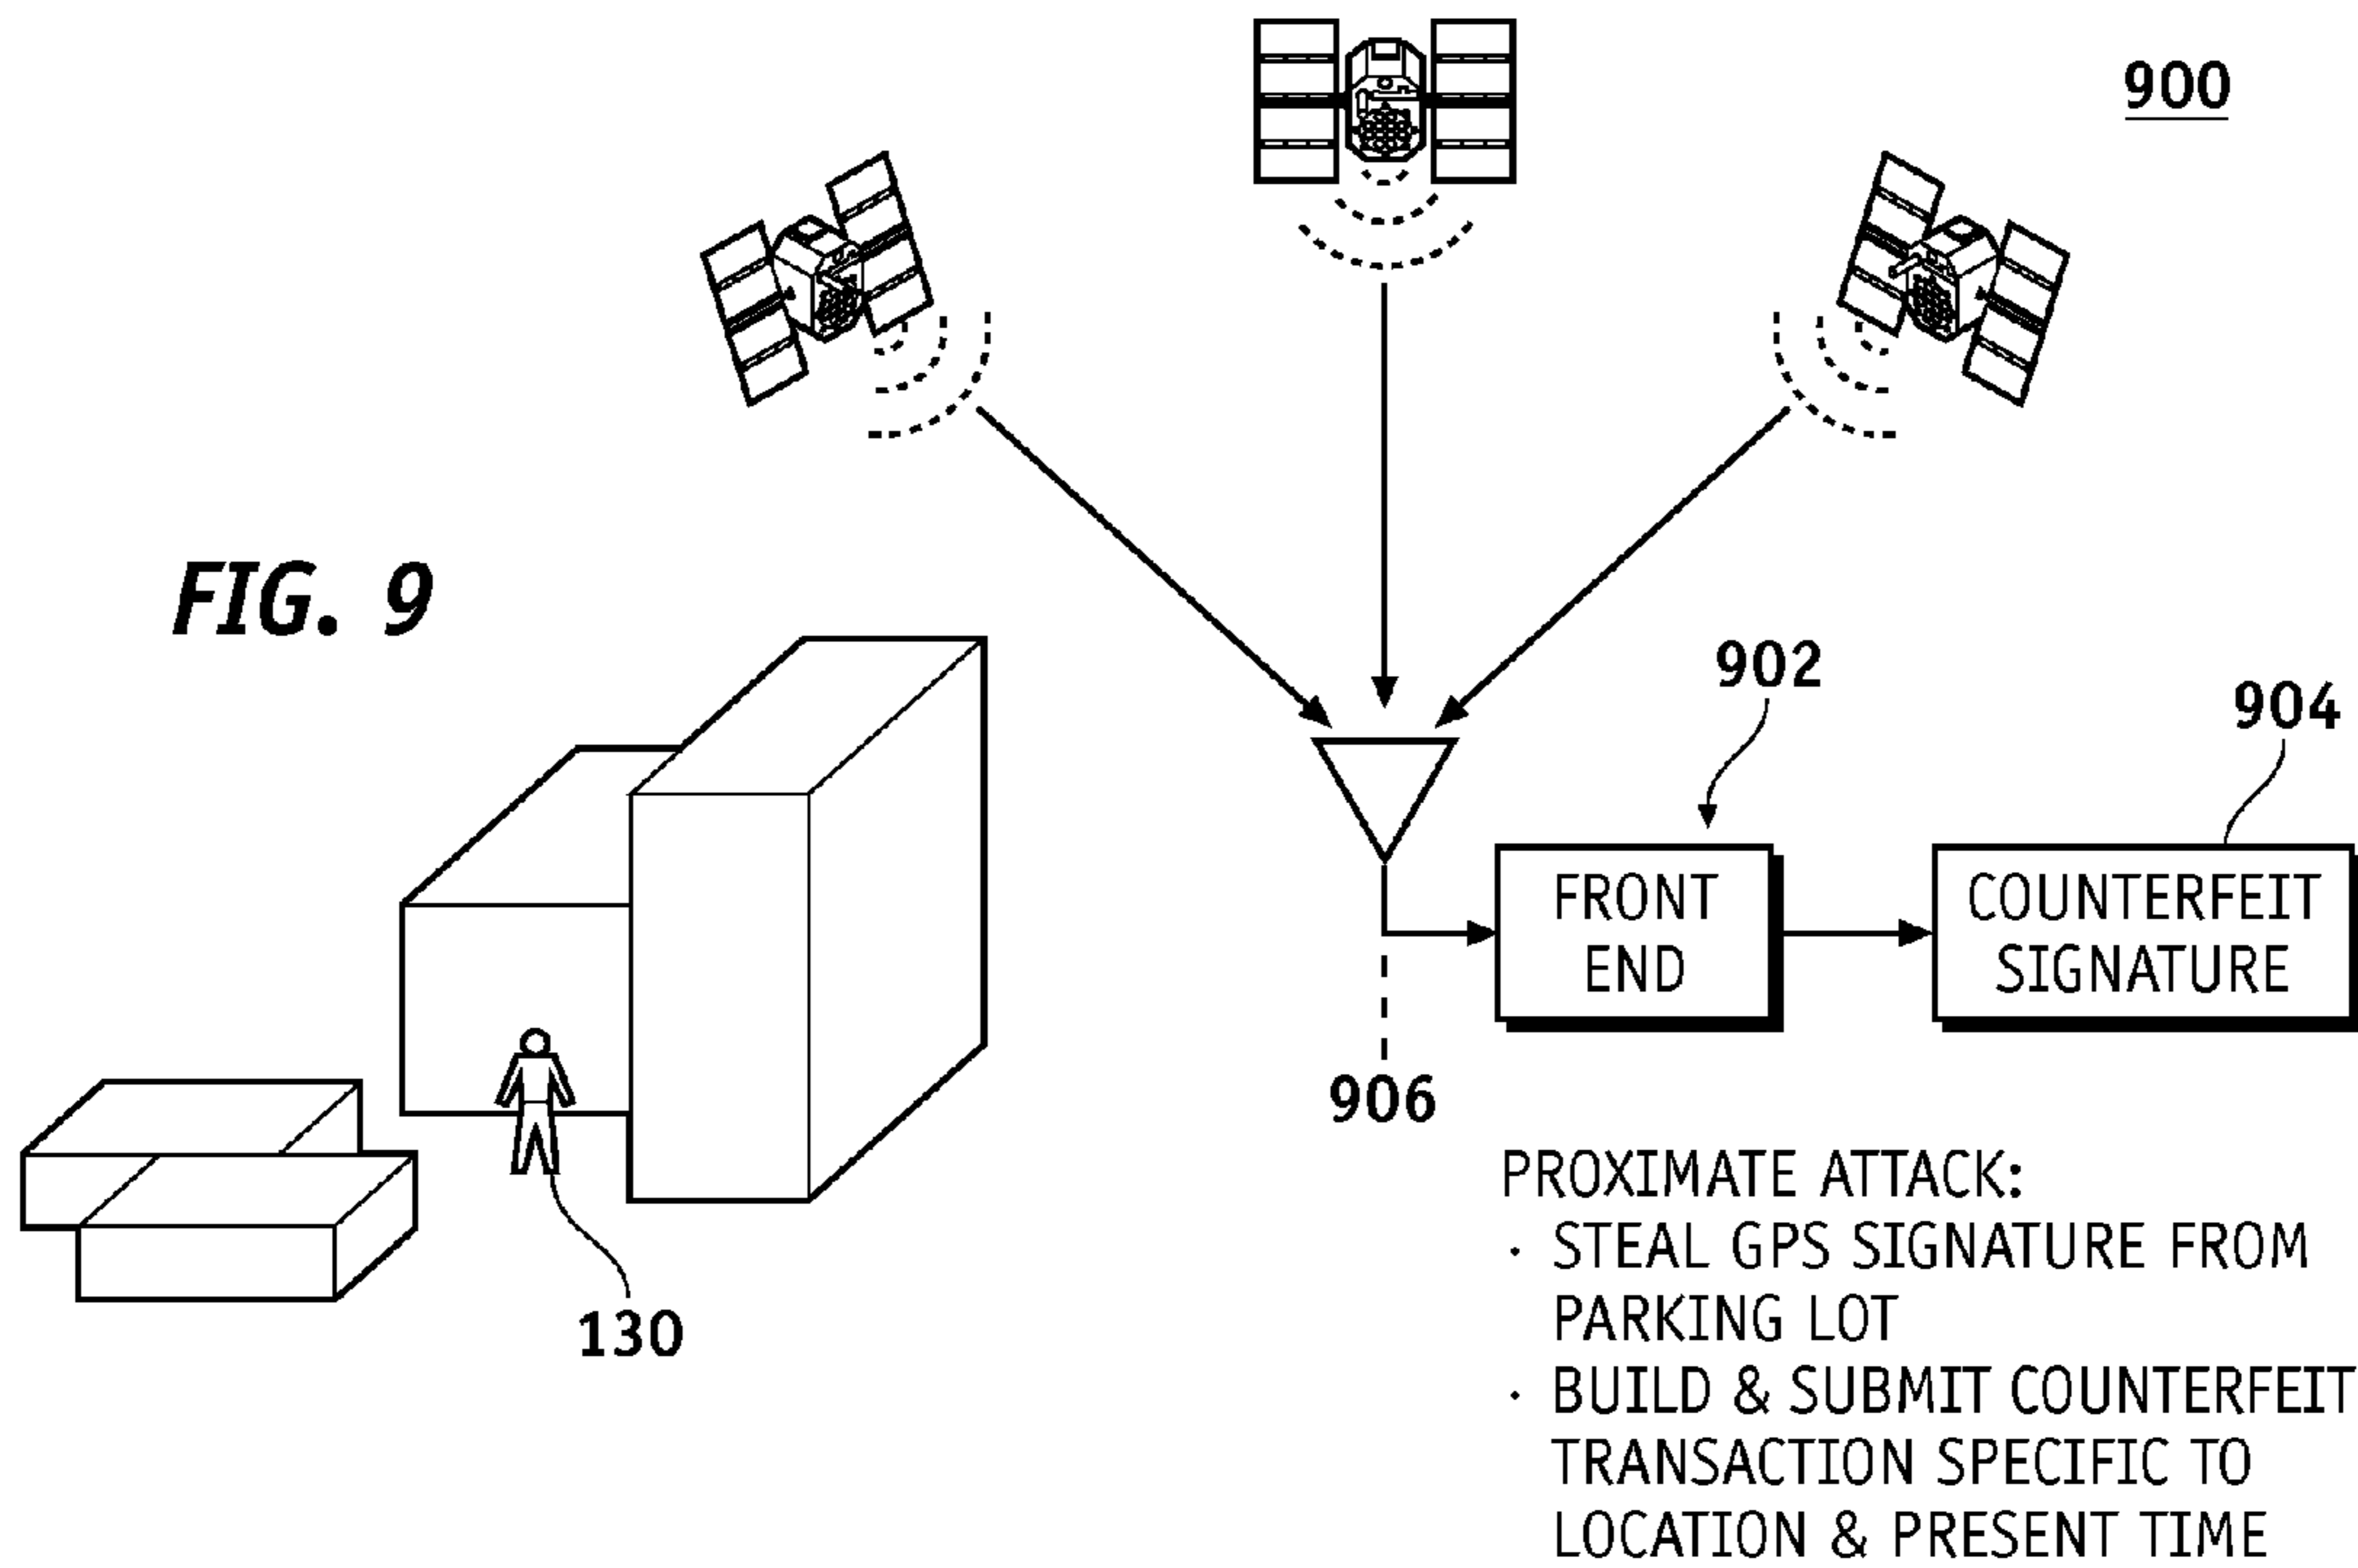 900
FIG. 9
902
904
FRONT
END
COUNTERFEIT
SIGNATURE
906
130
PROXIMATE ATTACK:
· STEAL GPS SIGNATURE FROM
PARKING LOT
· BUILD & SUBMIT COUNTERFEIT
TRANSACTION SPECIFIC TO
LOCATION & PRESENT TIME